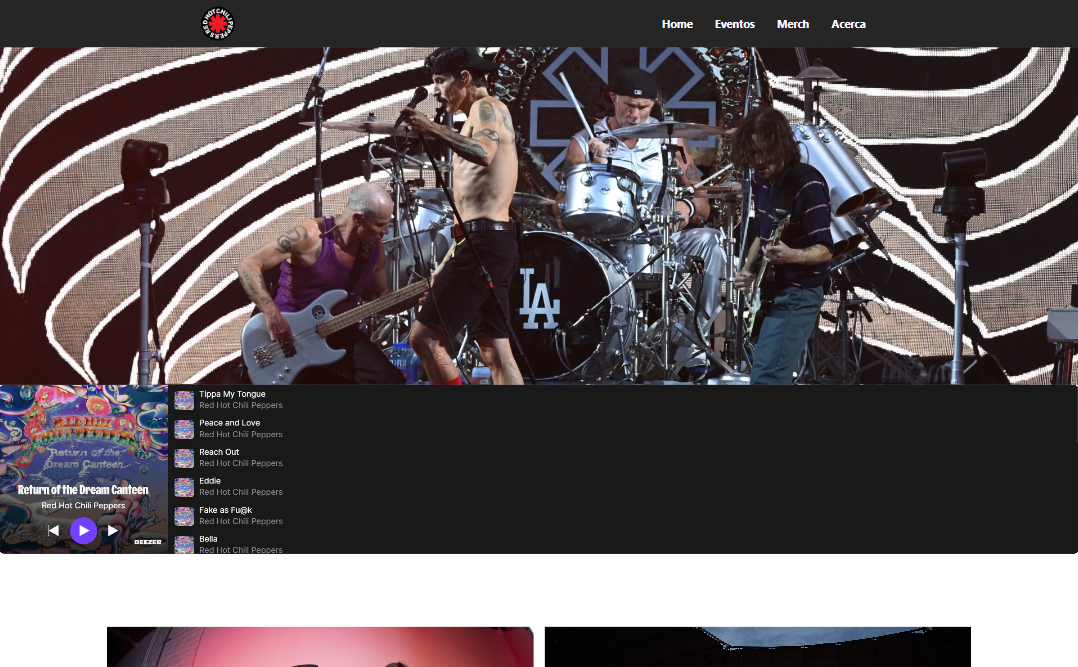 RED HOT CHILI PEPPERS
Home Eventos Merch Acerca
LA
RED HOT
Return of the
Dream Canteen
Return of the Dream Canteen
Red Hot Chili Peppers
DEEZER
Tippa My Tongue
Red Hot Chili Peppers
Peace and Love
Red Hot Chili Peppers
Reach Out
Red Hot Chili Peppers
Eddie
Red Hot Chili Peppers
Fake as Fu@k
Red Hot Chili Peppers
Bella
Red Hot Chili Peppers